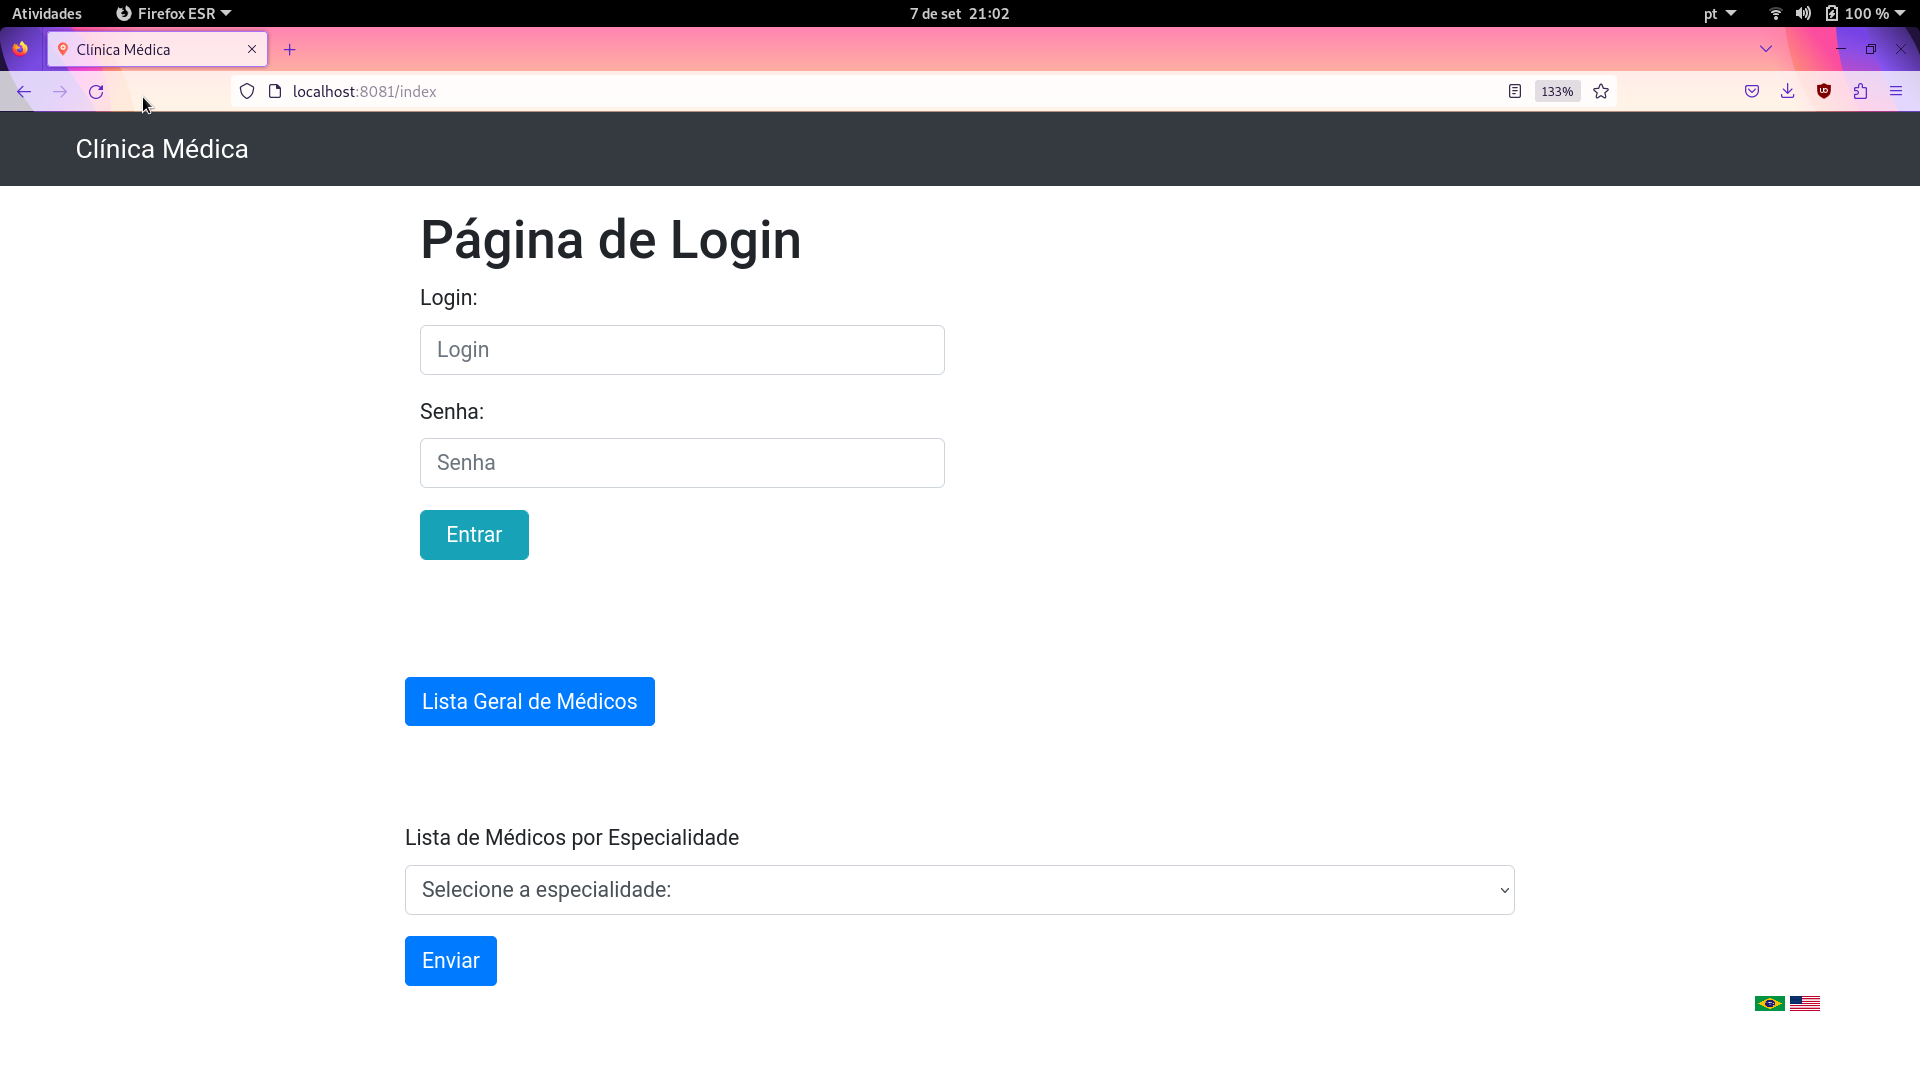 Atividades Firefox ESR 7 de set 21:02 pt 100 %
Clínica Médica
localhost:8081/index 133%
Clínica Médica
Página de Login
Login:
Login
Senha:
Senha
Entrar
Lista Geral de Médicos
Lista de Médicos por Especialidade
Selecione a especialidade:
Enviar